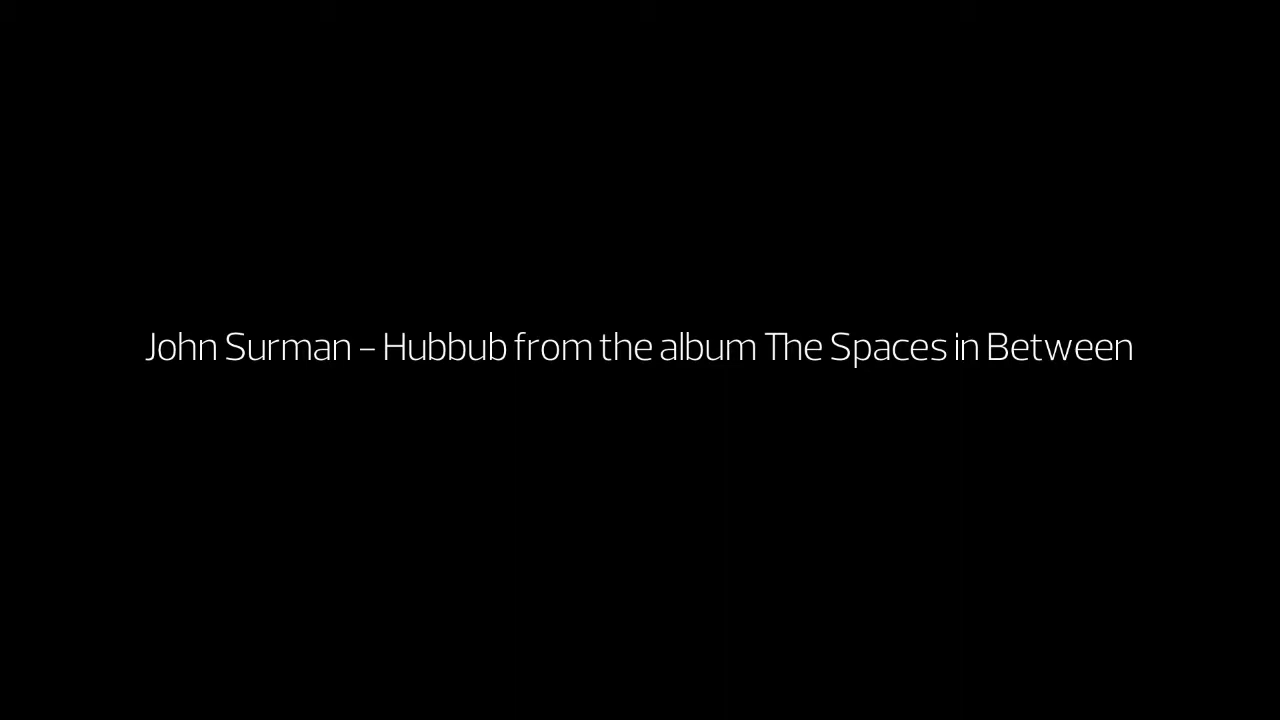 John Surman – Hubbub from the album The Spaces in Between